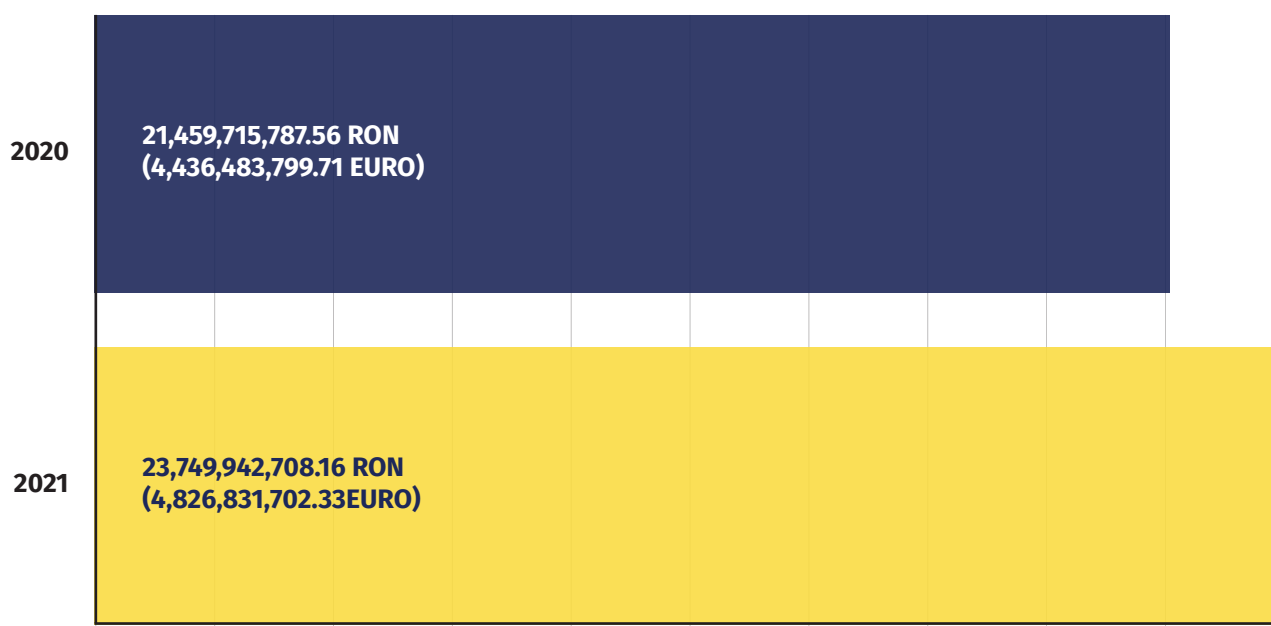 2020
21,459,715,787.56 RON
(4,436,483,799.71 EURO)
2021
23,749,942,708.16 RON
(4,826,831,702.33EURO)